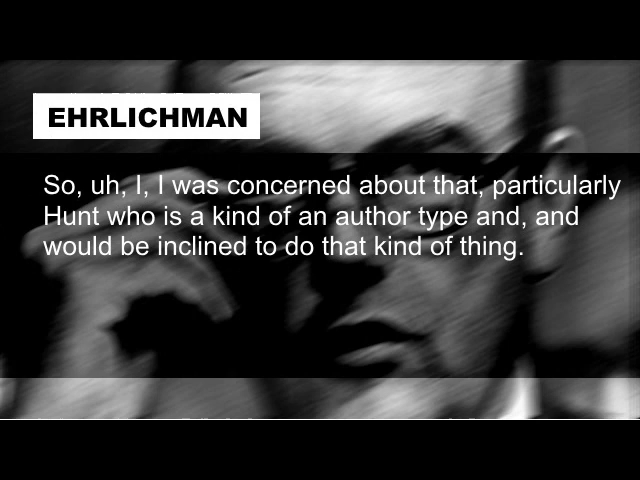 EHRLICHMAN
So, uh, I, I was concerned about that, particularly
Hunt who is a kind of an author type and, and
would be inclined to do that kind of thing.